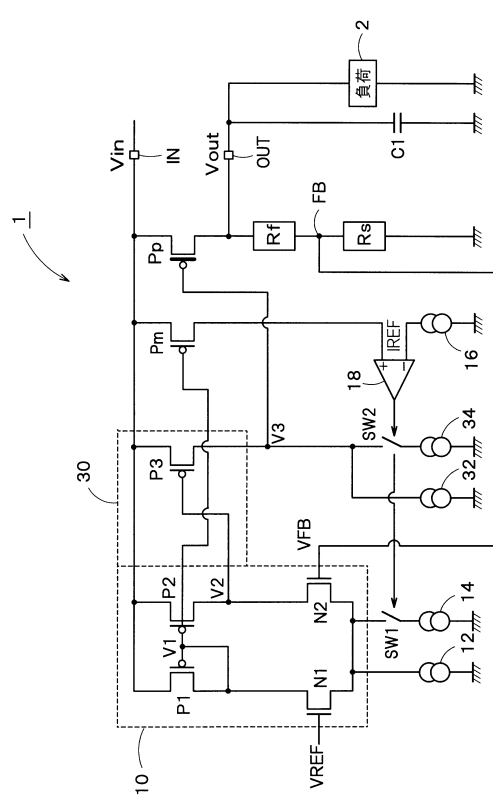 1
Vin
IN
Vout
OUT
2
負荷
C1
Pp
Rf
FB
Rs
Pm
30
P3
V3
18
+
−
IREF
16
SW2
34
32
P2
V1
V2
P1
VFB
N2
N1
SW1
14
12
10
VREF